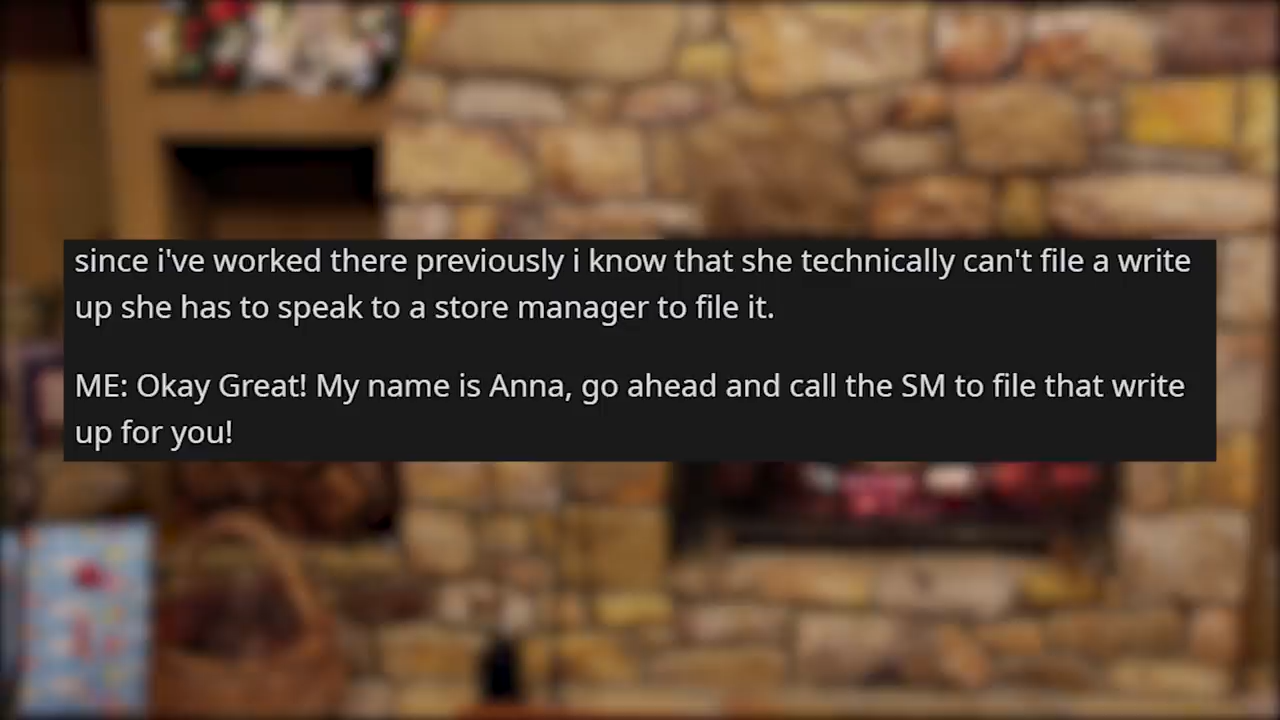 since i've worked there previously i know that she technically can't file a write
up she has to speak to a store manager to file it.
ME: Okay Great! My name is Anna, go ahead and call the SM to file that write
up for you!